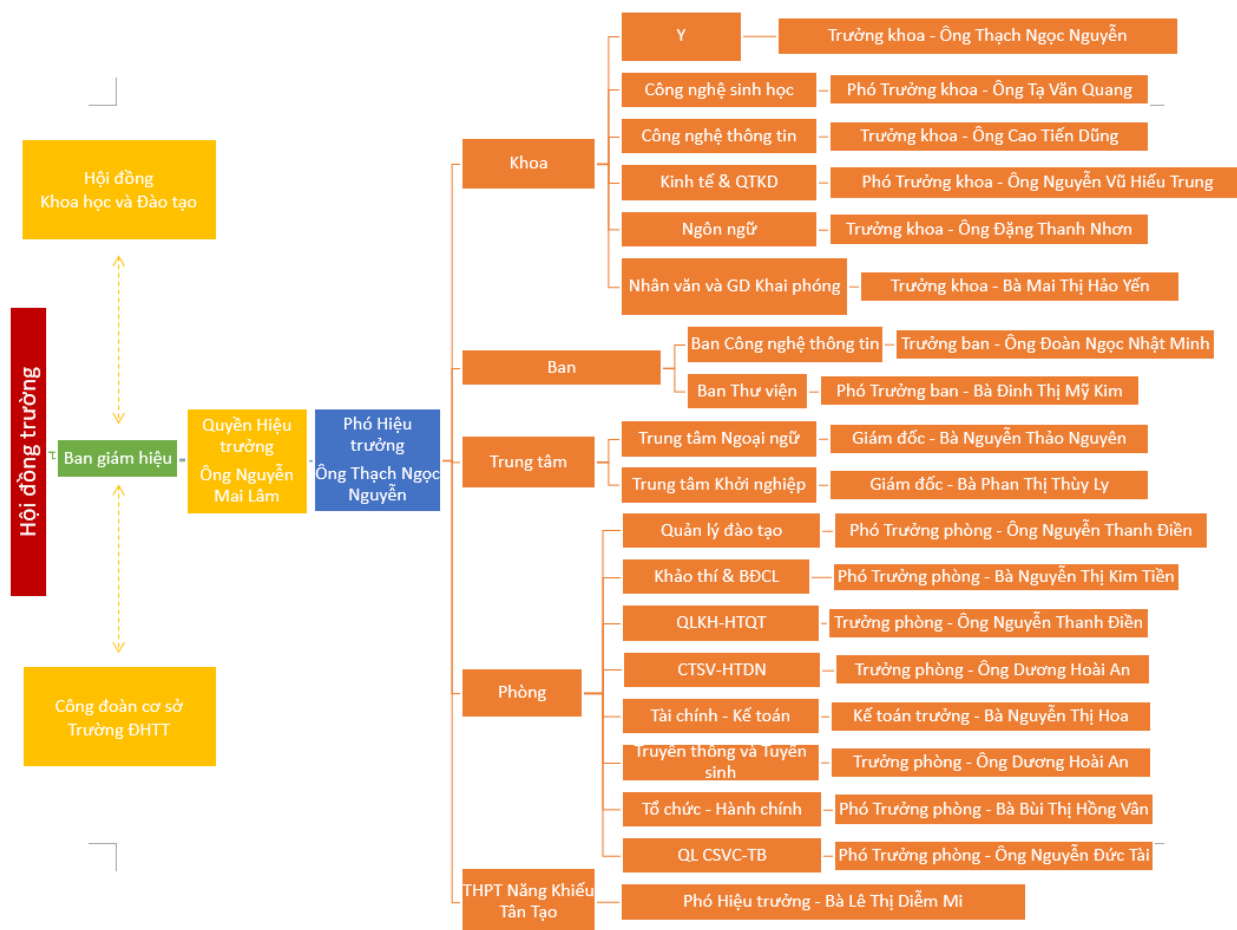 Hội đồng trường
Hội đồng
Khoa học và Đào tạo
Ban giám hiệu
Công đoàn cơ sở
Trường ĐHTT
Quyền Hiệu
trưởng
Ông Nguyễn
Mai Lâm
Phó Hiệu
trưởng
Ông Thạch Ngọc
Nguyễn
Khoa
Y
Trưởng khoa - Ông Thạch Ngọc Nguyễn
Công nghệ sinh học
Phó Trưởng khoa - Ông Tạ Văn Quang
Công nghệ thông tin
Trưởng khoa - Ông Cao Tiến Dũng
Kinh tế & QTKD
Phó Trưởng khoa - Ông Nguyễn Vũ Hiếu Trung
Ngôn ngữ
Trưởng khoa - Ông Đặng Thanh Nhơn
Nhân văn và GD Khai phóng
Trưởng khoa - Bà Mai Thị Hảo Yến
Ban
Ban Công nghệ thông tin
Trưởng ban - Ông Đoàn Ngọc Nhật Minh
Ban Thư viện
Phó Trưởng ban - Bà Đinh Thị Mỹ Kim
Trung tâm
Trung tâm Ngoại ngữ
Giám đốc - Bà Nguyễn Thảo Nguyên
Trung tâm Khởi nghiệp
Giám đốc - Bà Phan Thị Thùy Ly
Phòng
Quản lý đào tạo
Phó Trưởng phòng - Ông Nguyễn Thanh Điền
Khảo thí & BĐCL
Phó Trưởng phòng - Bà Nguyễn Thị Kim Tiền
QLKH-HTQT
Trưởng phòng - Ông Nguyễn Thanh Điền
CTSV-HTDN
Trưởng phòng - Ông Dương Hoài An
Tài chính - Kế toán
Kế toán trưởng - Bà Nguyễn Thị Hoa
Truyền thông và Tuyển
sinh
Trưởng phòng - Ông Dương Hoài An
Tổ chức - Hành chính
Phó Trưởng phòng - Bà Bùi Thị Hồng Vân
QL CSVC-TB
Phó Trưởng phòng - Ông Nguyễn Đức Tài
THPT Năng Khiếu
Tân Tạo
Phó Hiệu trưởng - Bà Lê Thị Diễm Mi